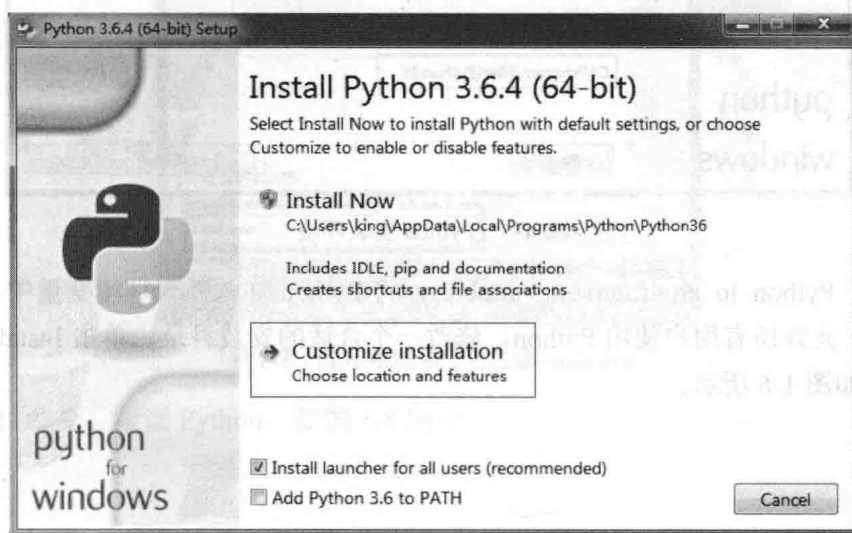 Python 3.6.4 (64-bit) Setup
Install Python 3.6.4 (64-bit)
Select Install Now to install Python with default settings, or choose
Customize to enable or disable features.
Install Now
C:\Users\king\AppData\Local\Programs\Python\Python36
Includes IDLE, pip and documentation
Creates shortcuts and file associations
Customize installation
Choose location and features
python
for
windows
Install launcher for all users (recommended)
Add Python 3.6 to PATH
Cancel